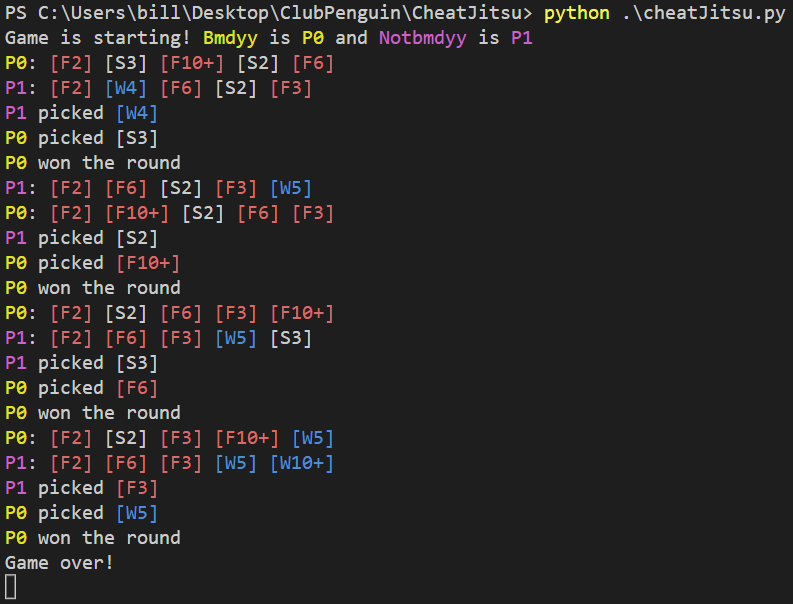 PS C:\Users\bill\Desktop\ClubPenguin\CheatJitsu> python .\cheatJitsu.py
Game is starting! Bmdyy is P0 and Notbmdyy is P1
P0: [F2] [S3] [F10+] [S2] [F6]
P1: [F2] [W4] [F6] [S2] [F3]
P1 picked [W4]
P0 picked [S3]
P0 won the round
P1: [F2] [F6] [S2] [F3] [W5]
P0: [F2] [F10+] [S2] [F6] [F3]
P1 picked [S2]
P0 picked [F10+]
P0 won the round
P0: [F2] [S2] [F6] [F3] [F10+]
P1: [F2] [F6] [F3] [W5] [S3]
P1 picked [S3]
P0 picked [F6]
P0 won the round
P0: [F2] [S2] [F3] [F10+] [W5]
P1: [F2] [F6] [F3] [W5] [W10+]
P1 picked [F3]
P0 picked [W5]
P0 won the round
Game over!